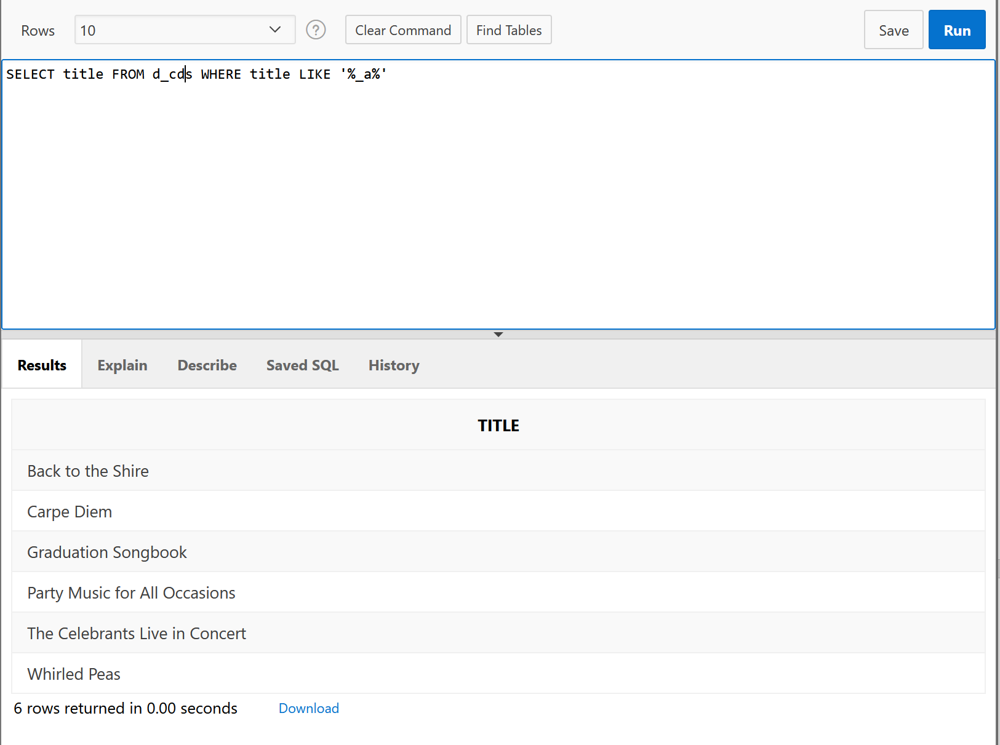 Rows 10 ? Clear Command Find Tables Save Run
SELECT title FROM d_cds WHERE title LIKE '%_a%'
Results Explain Describe Saved SQL History
TITLE
Back to the Shire
Carpe Diem
Graduation Songbook
Party Music for All Occasions
The Celebrants Live in Concert
Whirled Peas
6 rows returned in 0.00 seconds Download